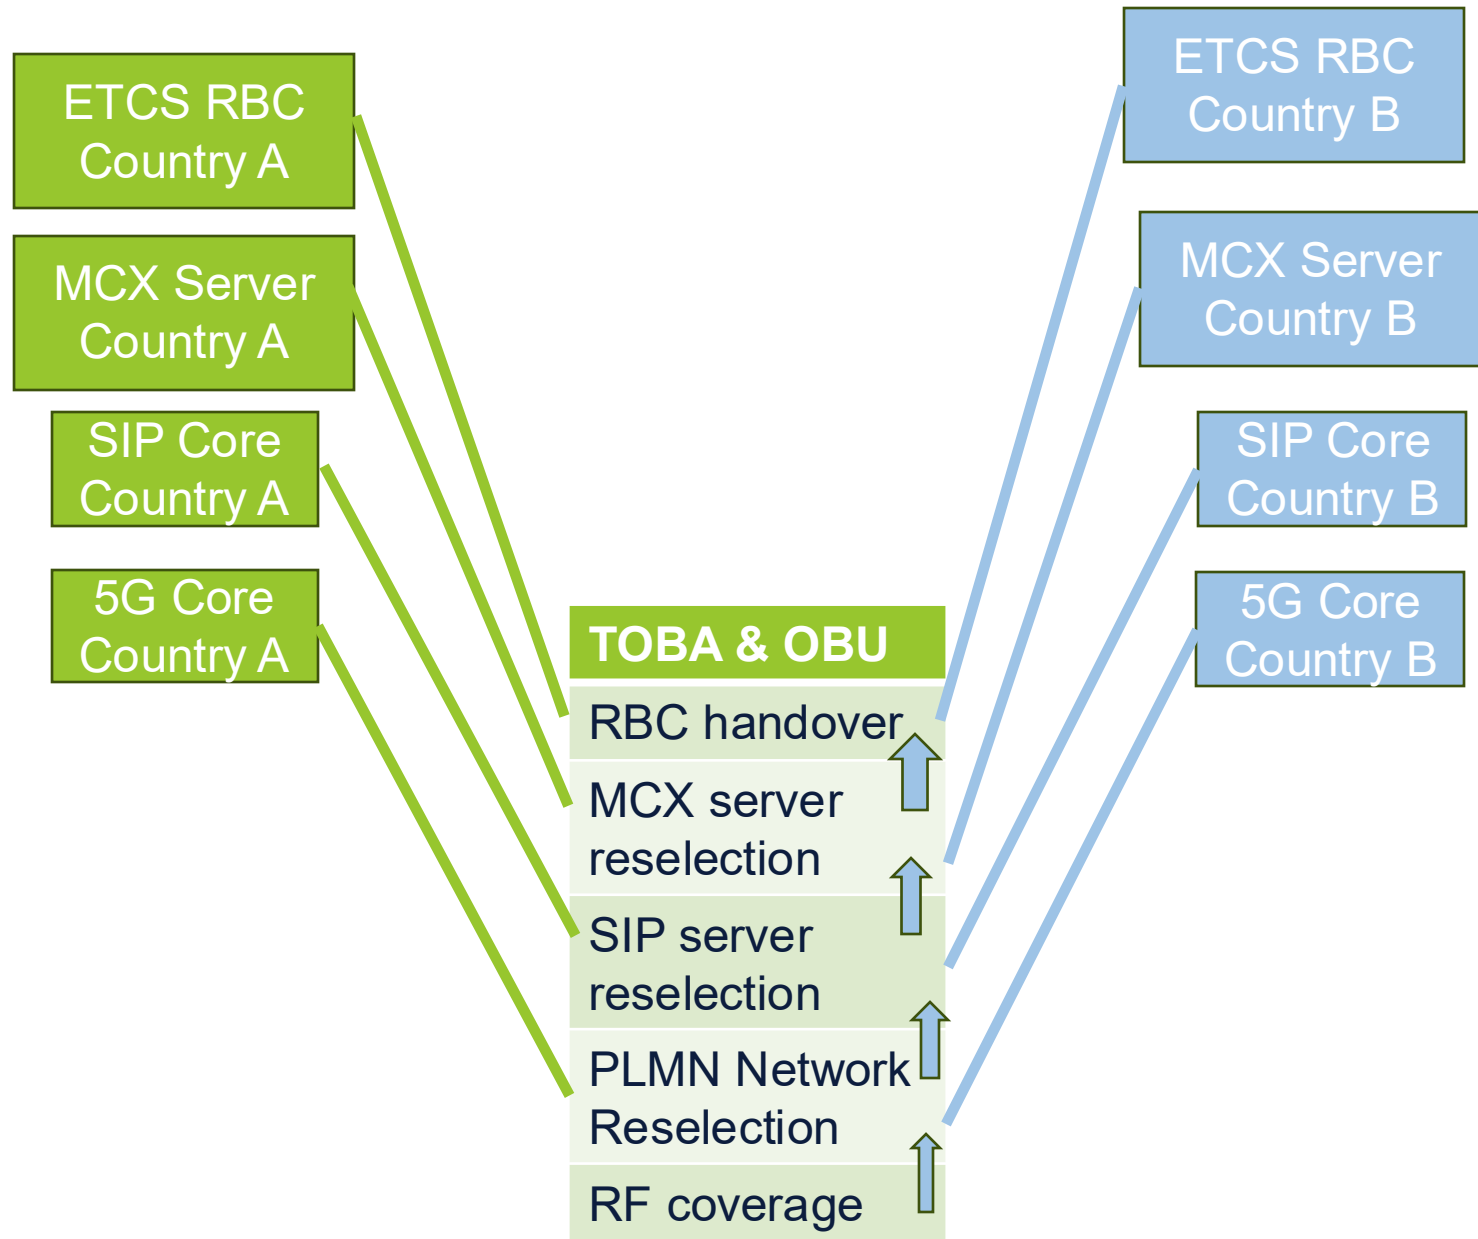 ETCS RBC
Country A
MCX Server
Country A
SIP Core
Country A
5G Core
Country A
TOBA & OBU
RBC handover
MCX server
reselection
SIP server
reselection
PLMN Network
Reselection
RF coverage
ETCS RBC
Country B
MCX Server
Country B
SIP Core
Country B
5G Core
Country B